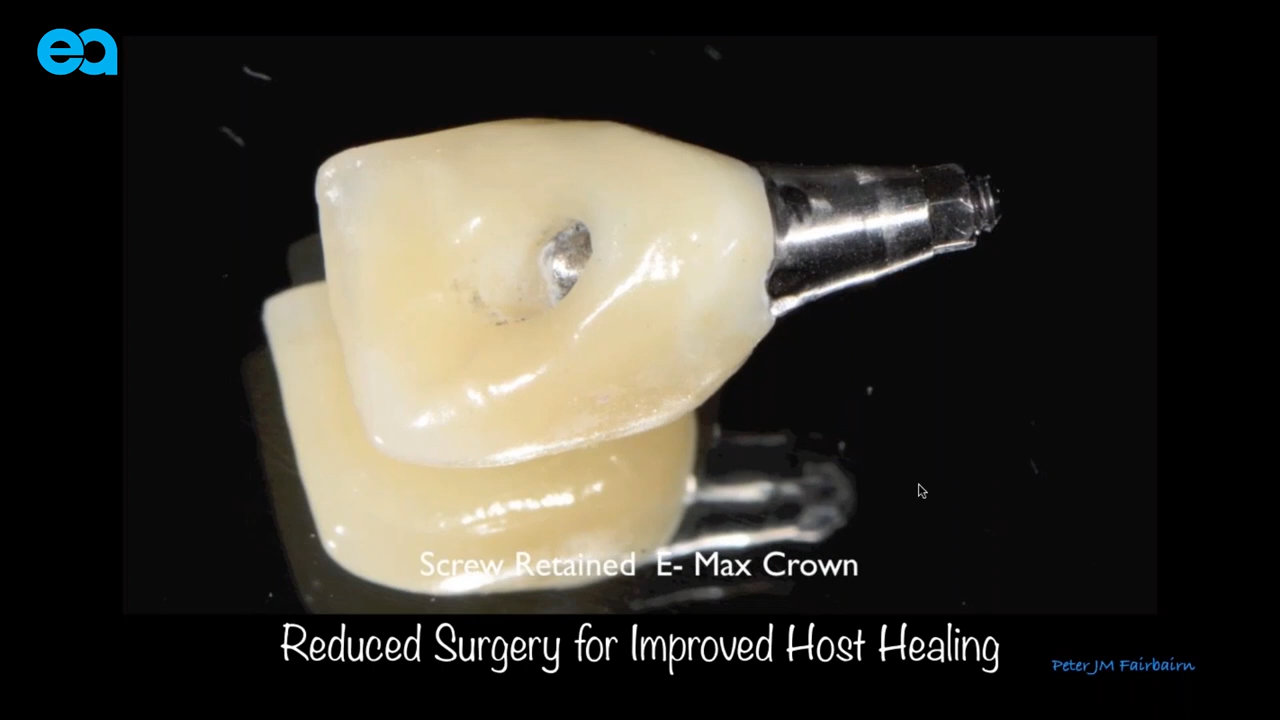 ea
Screw Retained E- Max Crown
Reduced Surgery for Improved Host Healing
Peter JM Fairbairn